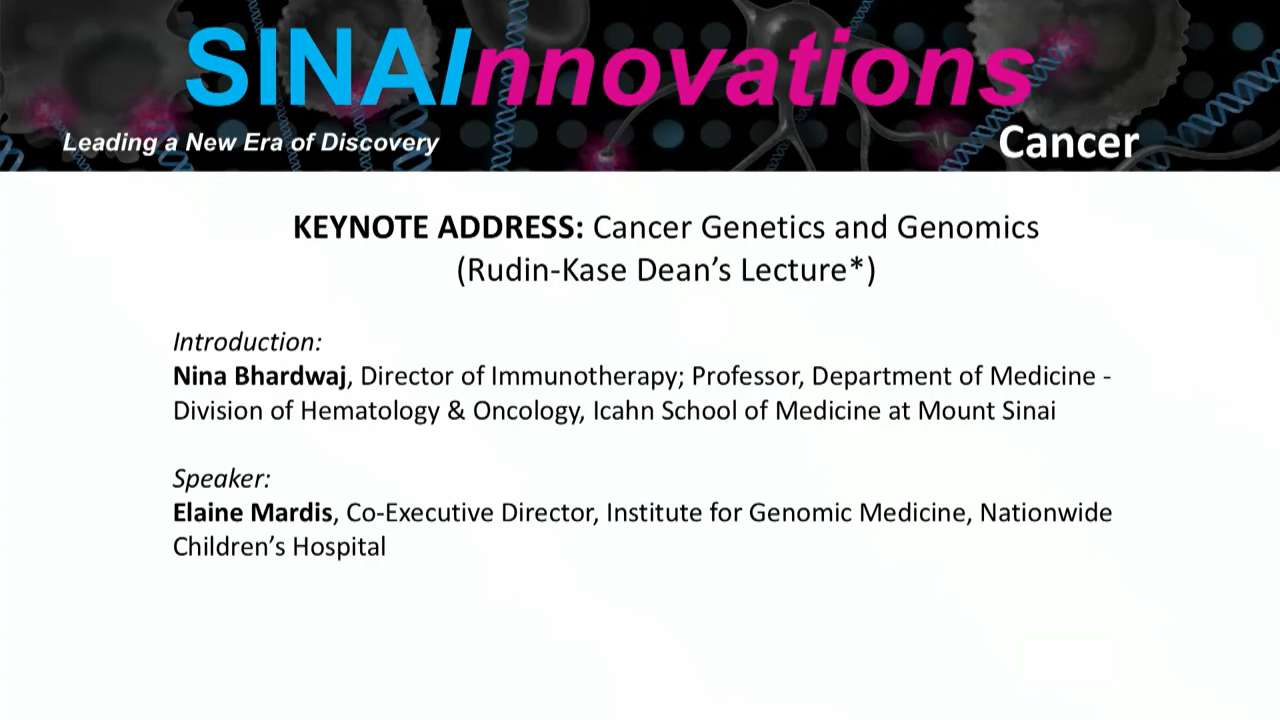 SINAInnovations
Leading a New Era of Discovery
Cancer
KEYNOTE ADDRESS: Cancer Genetics and Genomics
(Rudin-Kase Dean’s Lecture*)
Introduction:
Nina Bhardwaj, Director of Immunotherapy; Professor, Department of Medicine -
Division of Hematology & Oncology, Icahn School of Medicine at Mount Sinai
Speaker:
Elaine Mardis, Co-Executive Director, Institute for Genomic Medicine, Nationwide
Children’s Hospital